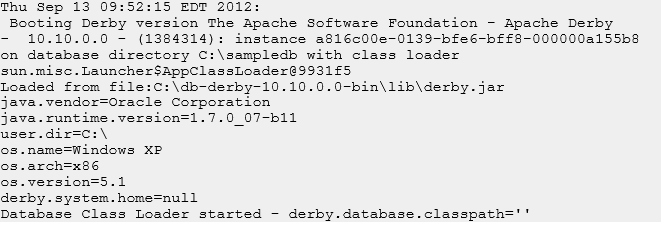 Thu Sep 13 09:52:15 EDT 2012:
 Booting Derby version The Apache Software Foundation - Apache Derby
-  10.10.0.0 - (1384314): instance a816c00e-0139-bfe6-bff8-000000a155b8
on database directory C:\sampledb with class loader
sun.misc.Launcher$AppClassLoader@9931f5
Loaded from file:C:\db-derby-10.10.0.0-bin\lib\derby.jar
java.vendor=Oracle Corporation
java.runtime.version=1.7.0_07-b11
user.dir=C:\
os.name=Windows XP
os.arch=x86
os.version=5.1
derby.system.home=null
Database Class Loader started - derby.database.classpath=''